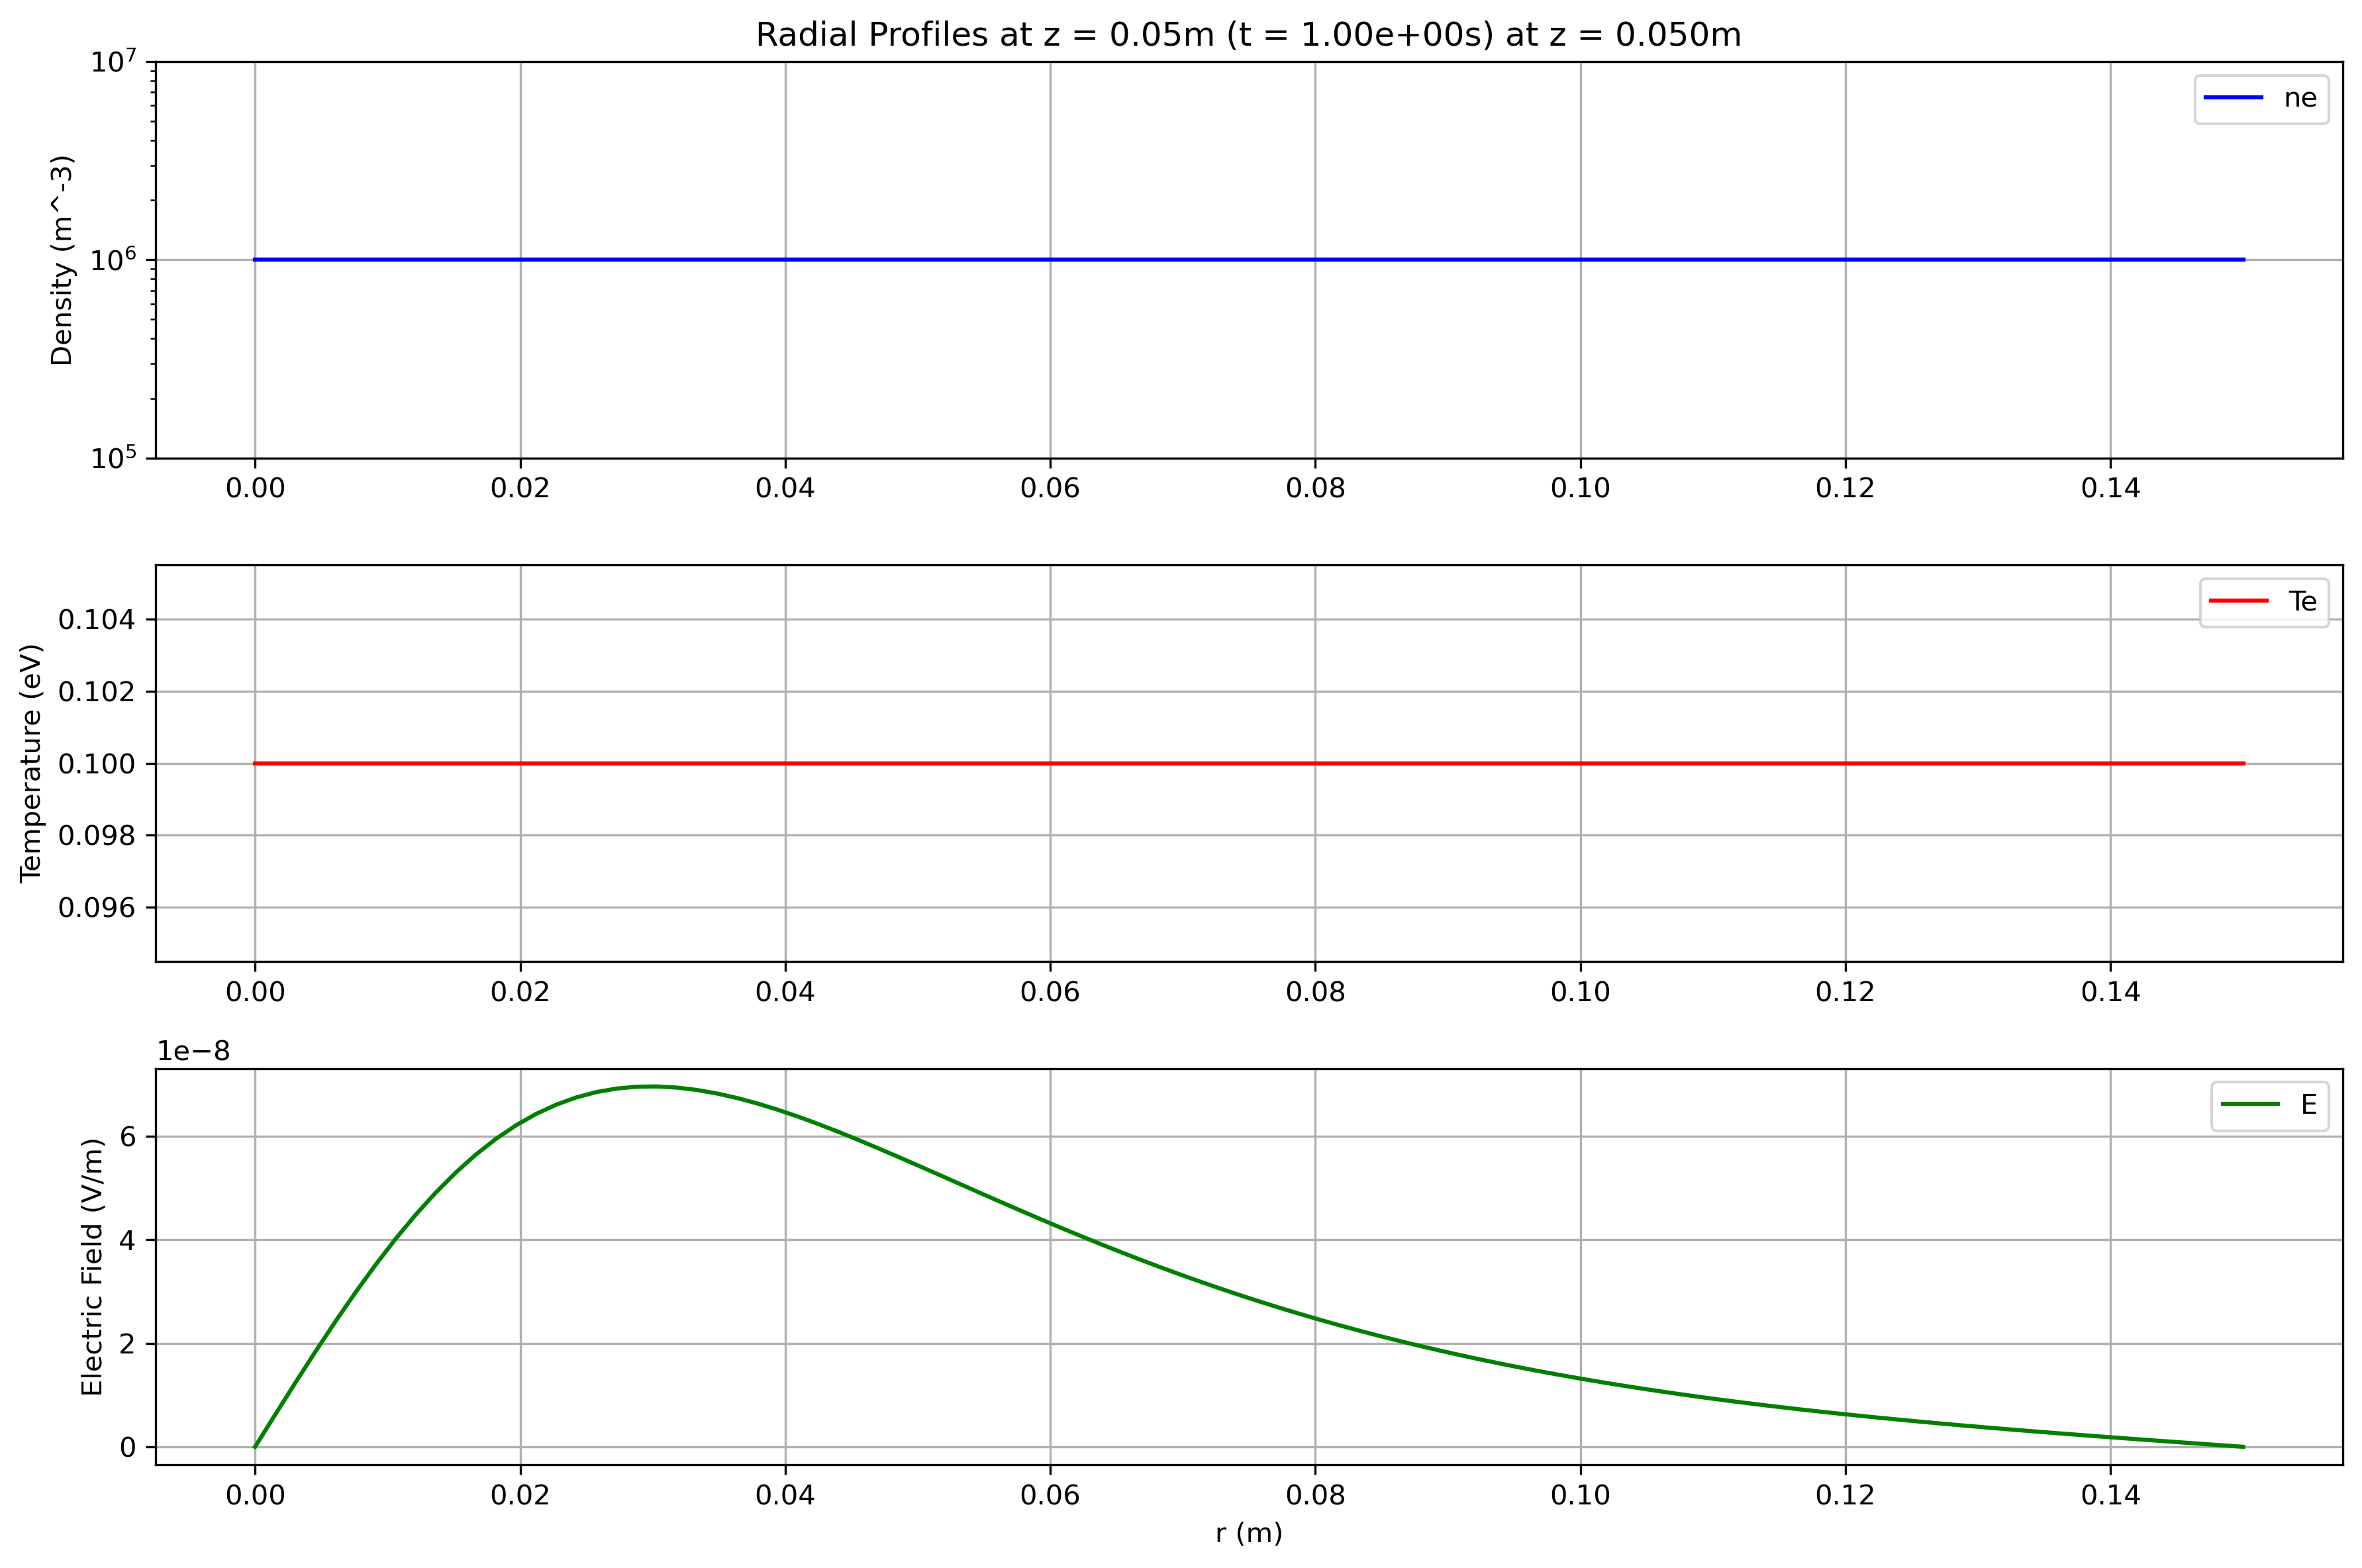 Radial Profiles at z = 0.05m (t = 1.00e+00s) at z = 0.050m
10^7
10^6
10^5
Density (m^-3)
ne
0.00 0.02 0.04 0.06 0.08 0.10 0.12 0.14
0.104
0.102
0.100
0.098
0.096
Temperature (eV)
Te
0.00 0.02 0.04 0.06 0.08 0.10 0.12 0.14
1e−8
6
4
2
0
Electric Field (V/m)
E
0.00 0.02 0.04 0.06 0.08 0.10 0.12 0.14
r (m)